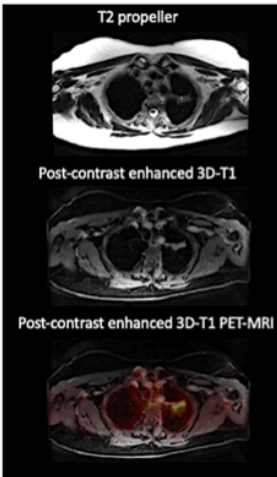 T2 propeller
Post-contrast enhanced 3D-T1
Post-contrast enhanced 3D-T1 PET-MRI